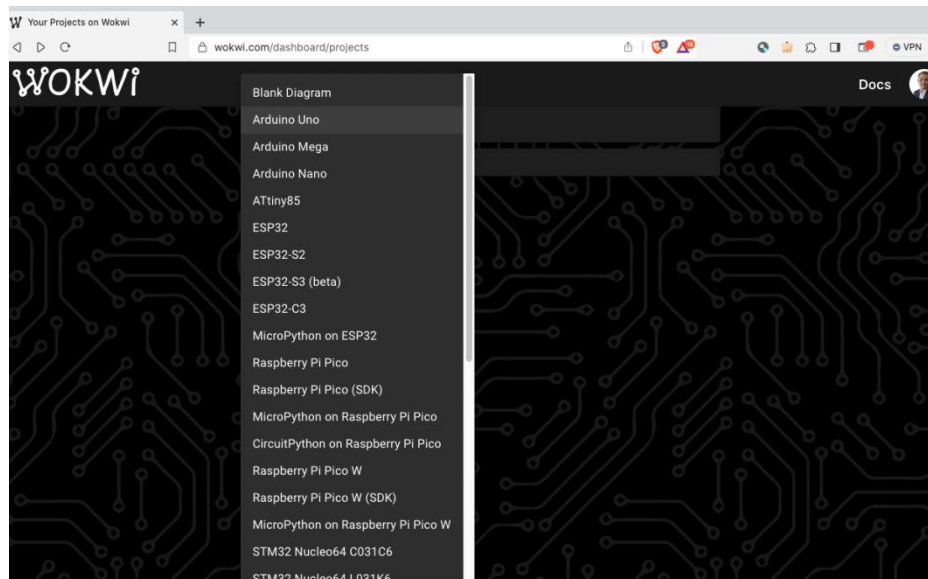 Your Projects on Wokwi
wokwi.com/dashboard/projects
VPN
WOKWi
Docs
Blank Diagram
Arduino Uno
Arduino Mega
Arduino Nano
ATtiny85
ESP32
ESP32-S2
ESP32-S3 (beta)
ESP32-C3
MicroPython on ESP32
Raspberry Pi Pico
Raspberry Pi Pico (SDK)
MicroPython on Raspberry Pi Pico
CircuitPython on Raspberry Pi Pico
Raspberry Pi Pico W
Raspberry Pi Pico W (SDK)
MicroPython on Raspberry Pi Pico W
STM32 Nucleo64 C031C6
STM32 Nucleo64 L031K6